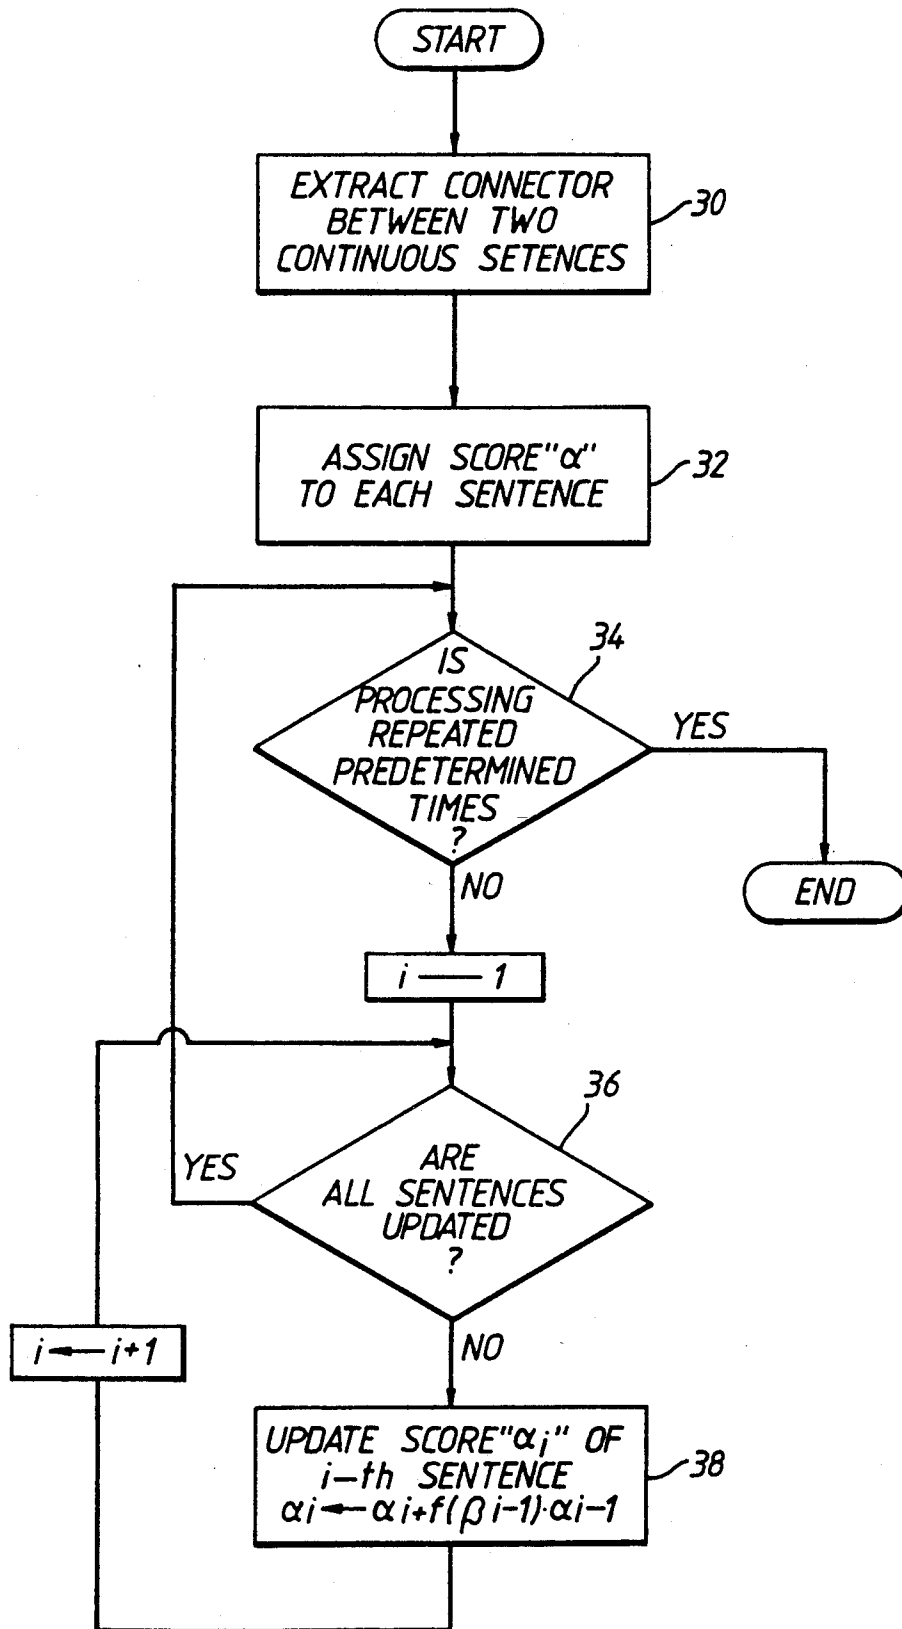 START
EXTRACT CONNECTOR
BETWEEN TWO
CONTINUOUS SETENCES
30
ASSIGN SCORE"α"
TO EACH SENTENCE
32
IS
PROCESSING
REPEATED
PREDETERMINED
TIMES
?
34
YES
END
NO
i — 1
36
ARE
ALL SENTENCES
UPDATED
?
YES
NO
i ← i+1
UPDATE SCORE"αi" OF
i-th SENTENCE
αi ← αi+f(βi-1)·αi-1
38